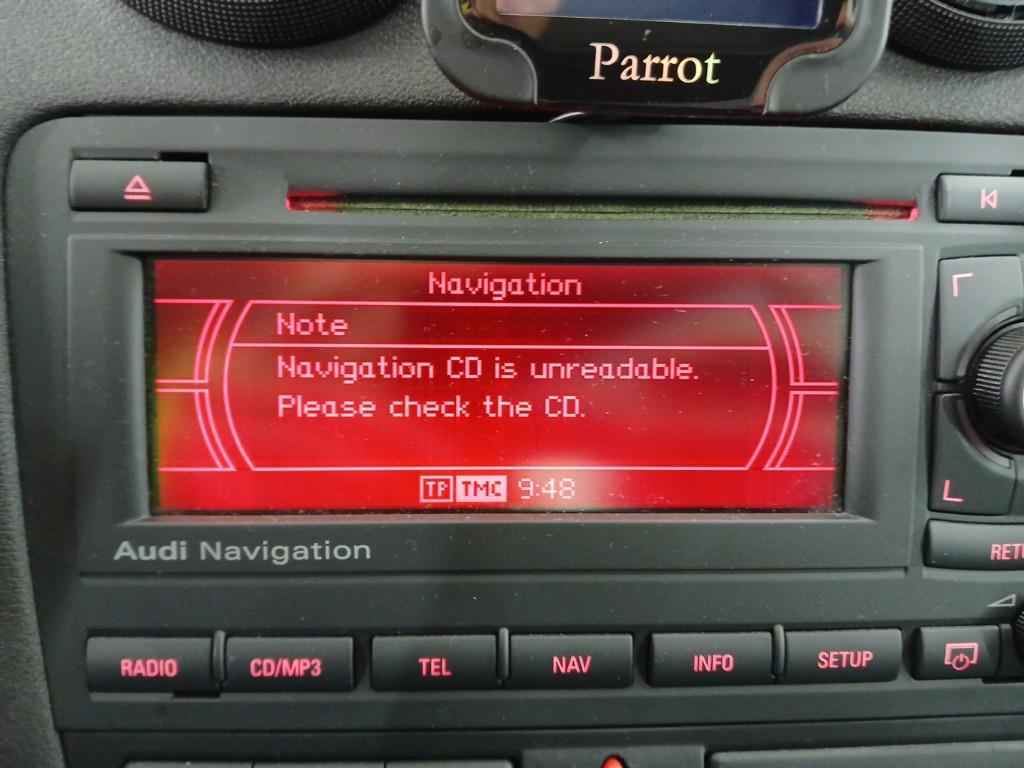 Parrot
Navigation
Note
Navigation CD is unreadable.
Please check the CD.
TP TMC 9:48
Audi Navigation
RETU
RADIO CD/MP3 TEL NAV INFO SETUP